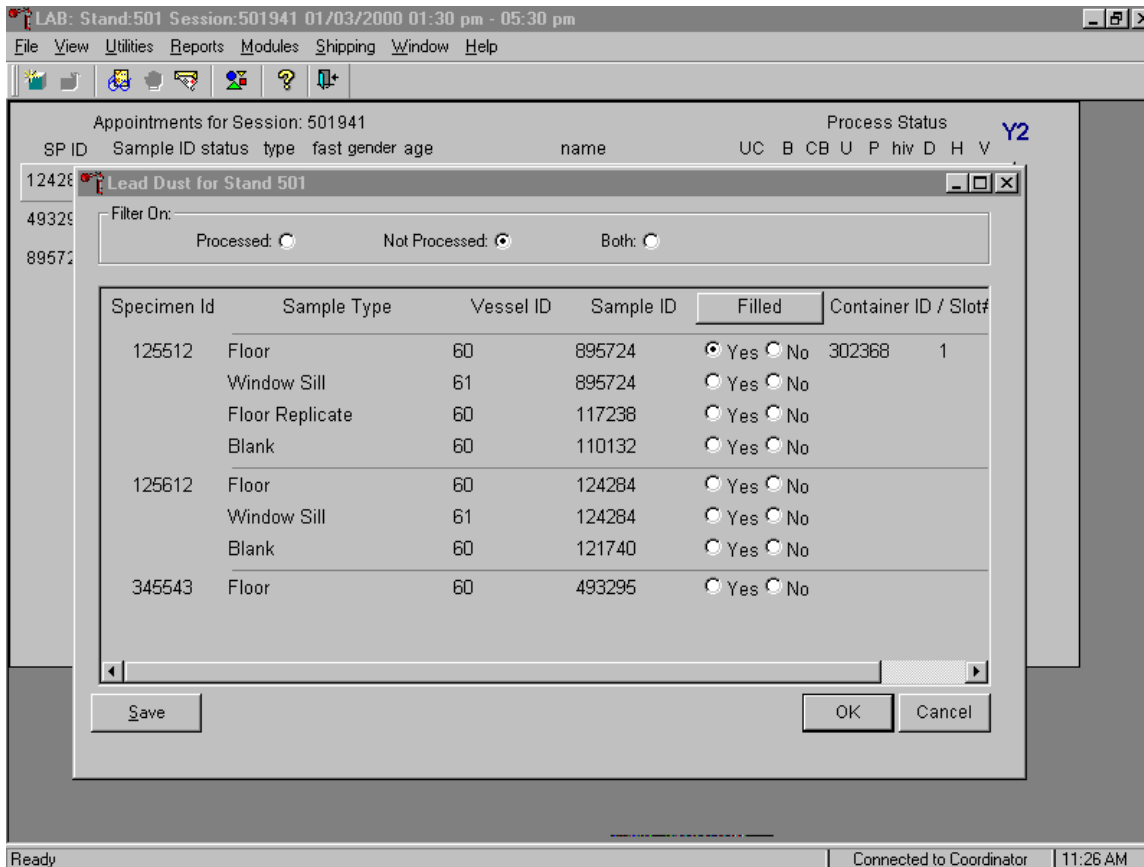 LAB: Stand:501 Session:501941 01/03/2000 01:30 pm - 05:30 pm
File View Utilities Reports Modules Shipping Window Help
Appointments for Session: 501941 Process Status Y2
SP ID Sample ID status type fast gender age name UC B CB U P hiv D H V
12428
49329
89572
Lead Dust for Stand 501
Filter On:
Processed: Not Processed: Both:
Specimen Id Sample Type Vessel ID Sample ID Filled Container ID / Slot#
125512 Floor 60 895724 Yes No 302368 1
Window Sill 61 895724 Yes No
Floor Replicate 60 117238 Yes No
Blank 60 110132 Yes No
125612 Floor 60 124284 Yes No
Window Sill 61 124284 Yes No
Blank 60 121740 Yes No
345543 Floor 60 493295 Yes No
Save OK Cancel
Ready Connected to Coordinator 11:26 AM